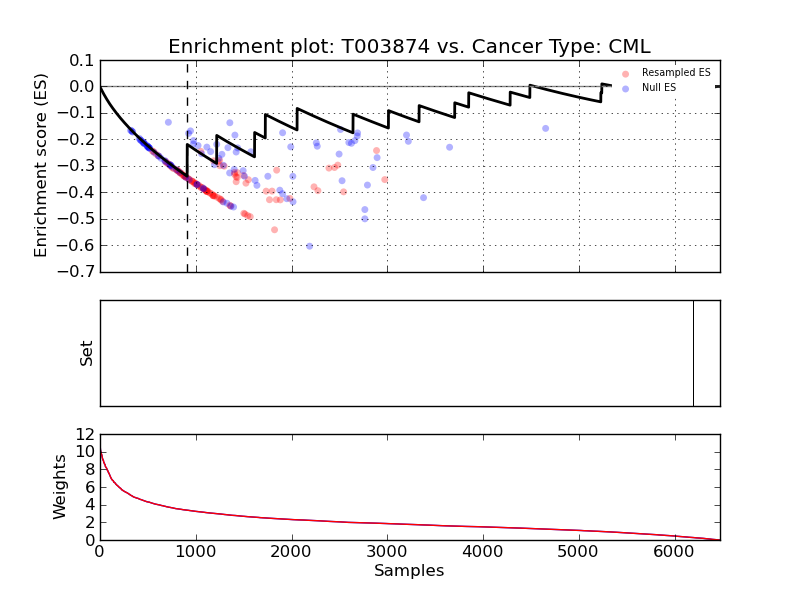 Enrichment plot: T003874 vs. Cancer Type: CML
Enrichment score (ES)
0.1
0.0
−0.1
−0.2
−0.3
−0.4
−0.5
−0.6
−0.7
Resampled ES
Null ES
Set
Weights
12
10
8
6
4
2
0
0 1000 2000 3000 4000 5000 6000
Samples